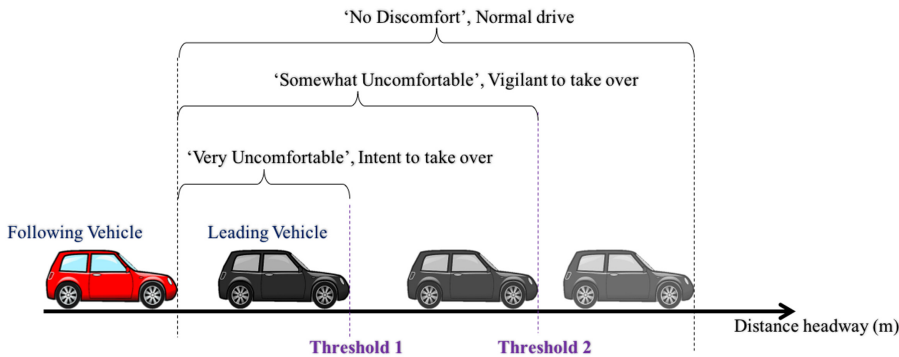 ‘No Discomfort’, Normal drive
‘Somewhat Uncomfortable’, Vigilant to take over
‘Very Uncomfortable’, Intent to take over
Following Vehicle
Leading Vehicle
Distance headway (m)
Threshold 1
Threshold 2